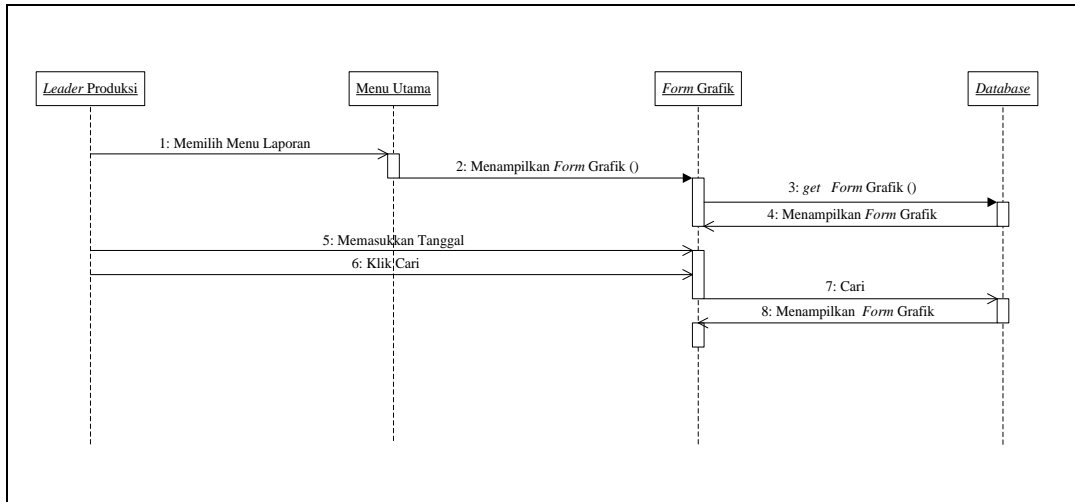 Leader Produksi
Menu Utama
Form Grafik
Database
1: Memilih Menu Laporan
2: Menampilkan Form Grafik ()
3: get Form Grafik ()
4: Menampilkan Form Grafik
5: Memasukkan Tanggal
6: Klik Cari
7: Cari
8: Menampilkan Form Grafik